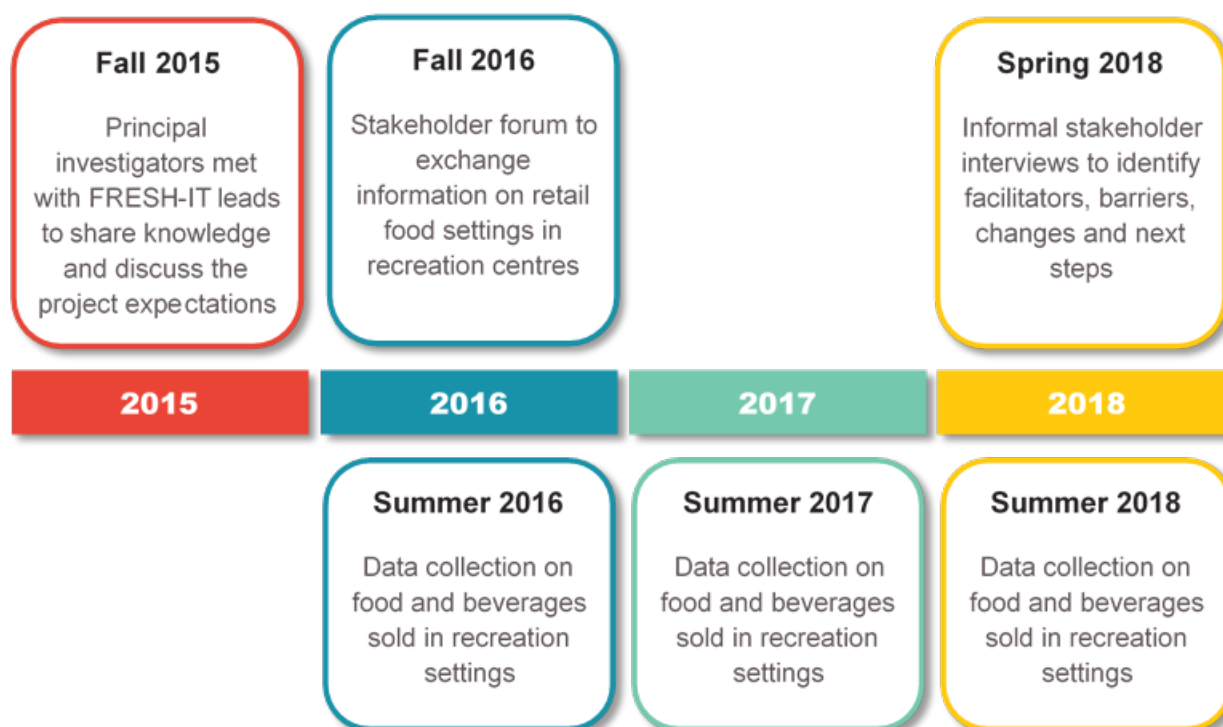 Fall 2015
Principal
investigators met
with FRESH-IT leads
to share knowledge
and discuss the
project expectations
Fall 2016
Stakeholder forum to
exchange
information on retail
food settings in
recreation centres
Spring 2018
Informal stakeholder
interviews to identify
facilitators, barriers,
changes and next
steps
2015
2016
2017
2018
Summer 2016
Data collection on
food and beverages
sold in recreation
settings
Summer 2017
Data collection on
food and beverages
sold in recreation
settings
Summer 2018
Data collection on
food and beverages
sold in recreation
settings